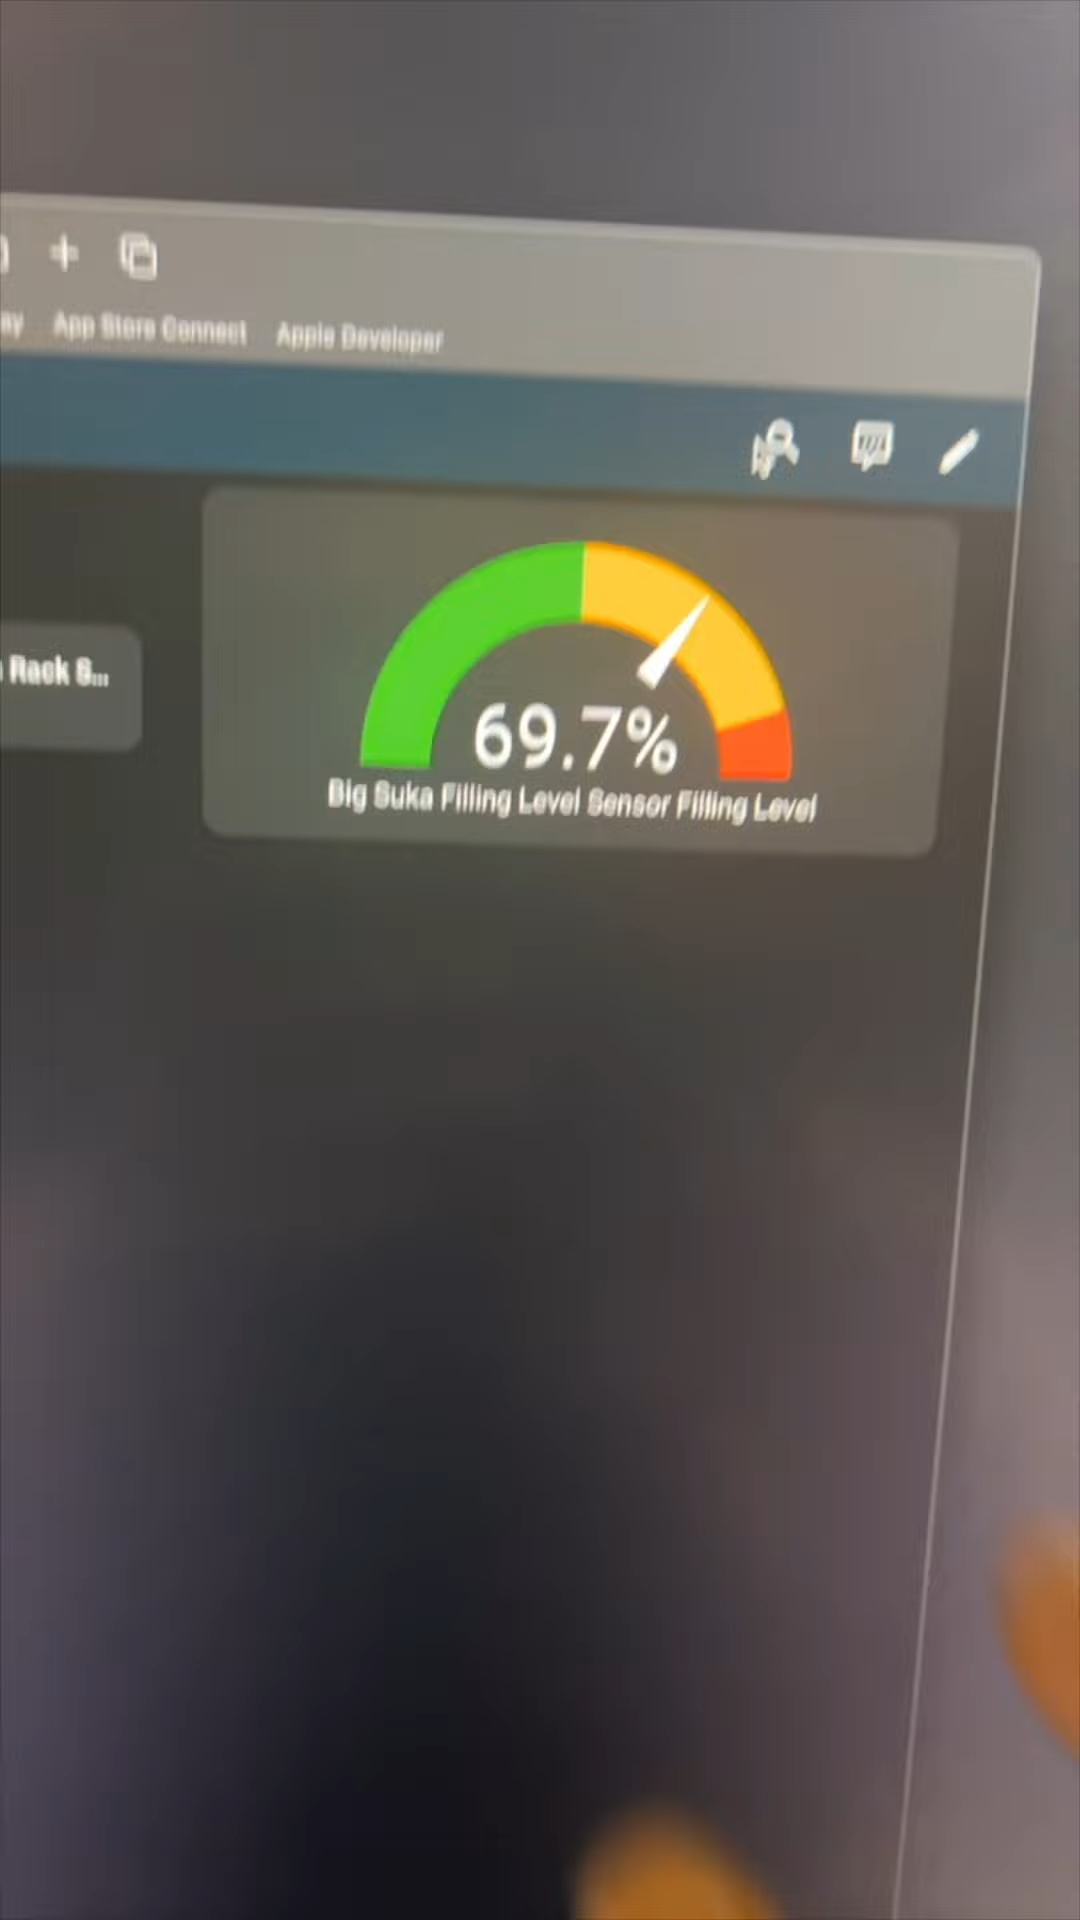 App Store Connect Apple Developer
Rack S...
69.7%
Big Suka Filling Level Sensor Filling Level